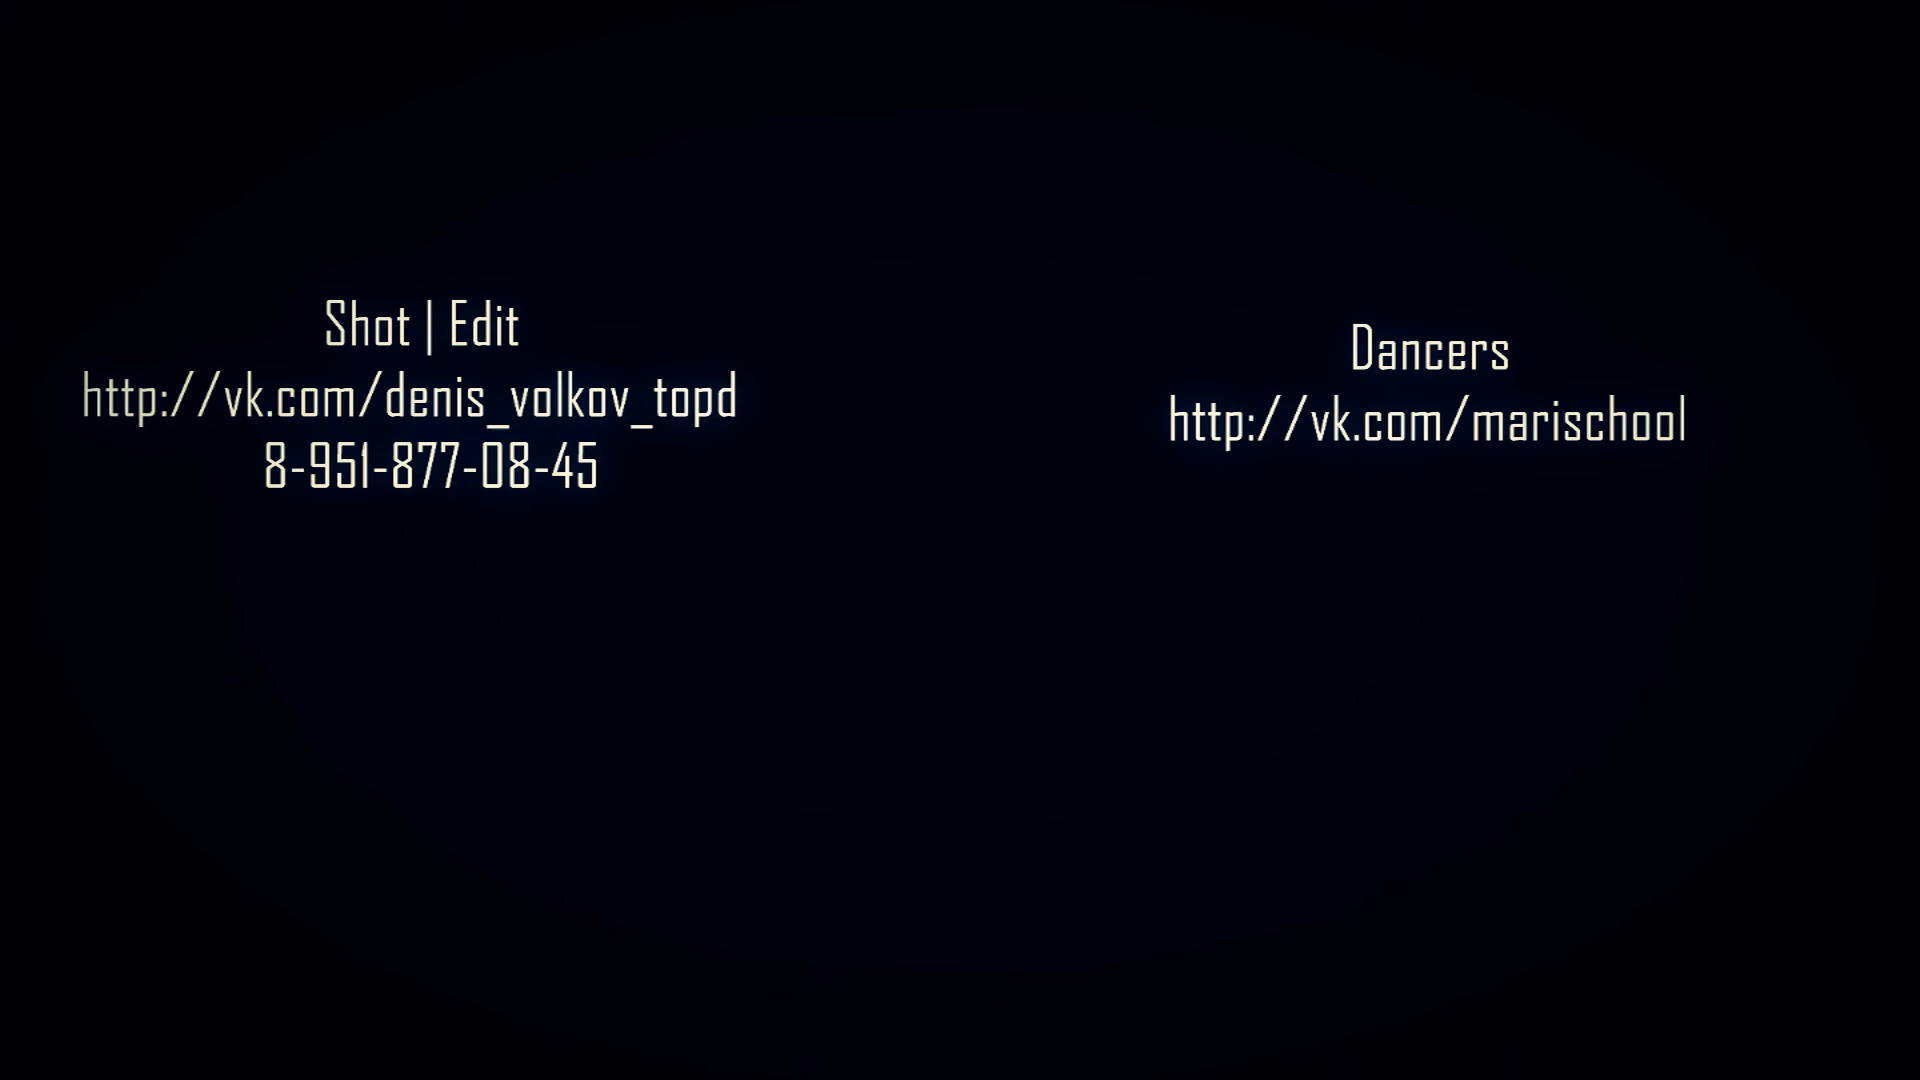 Shot | Edit
http://vk.com/denis_volkov_topd
8-951-877-08-45
Dancers
http://vk.com/marischool